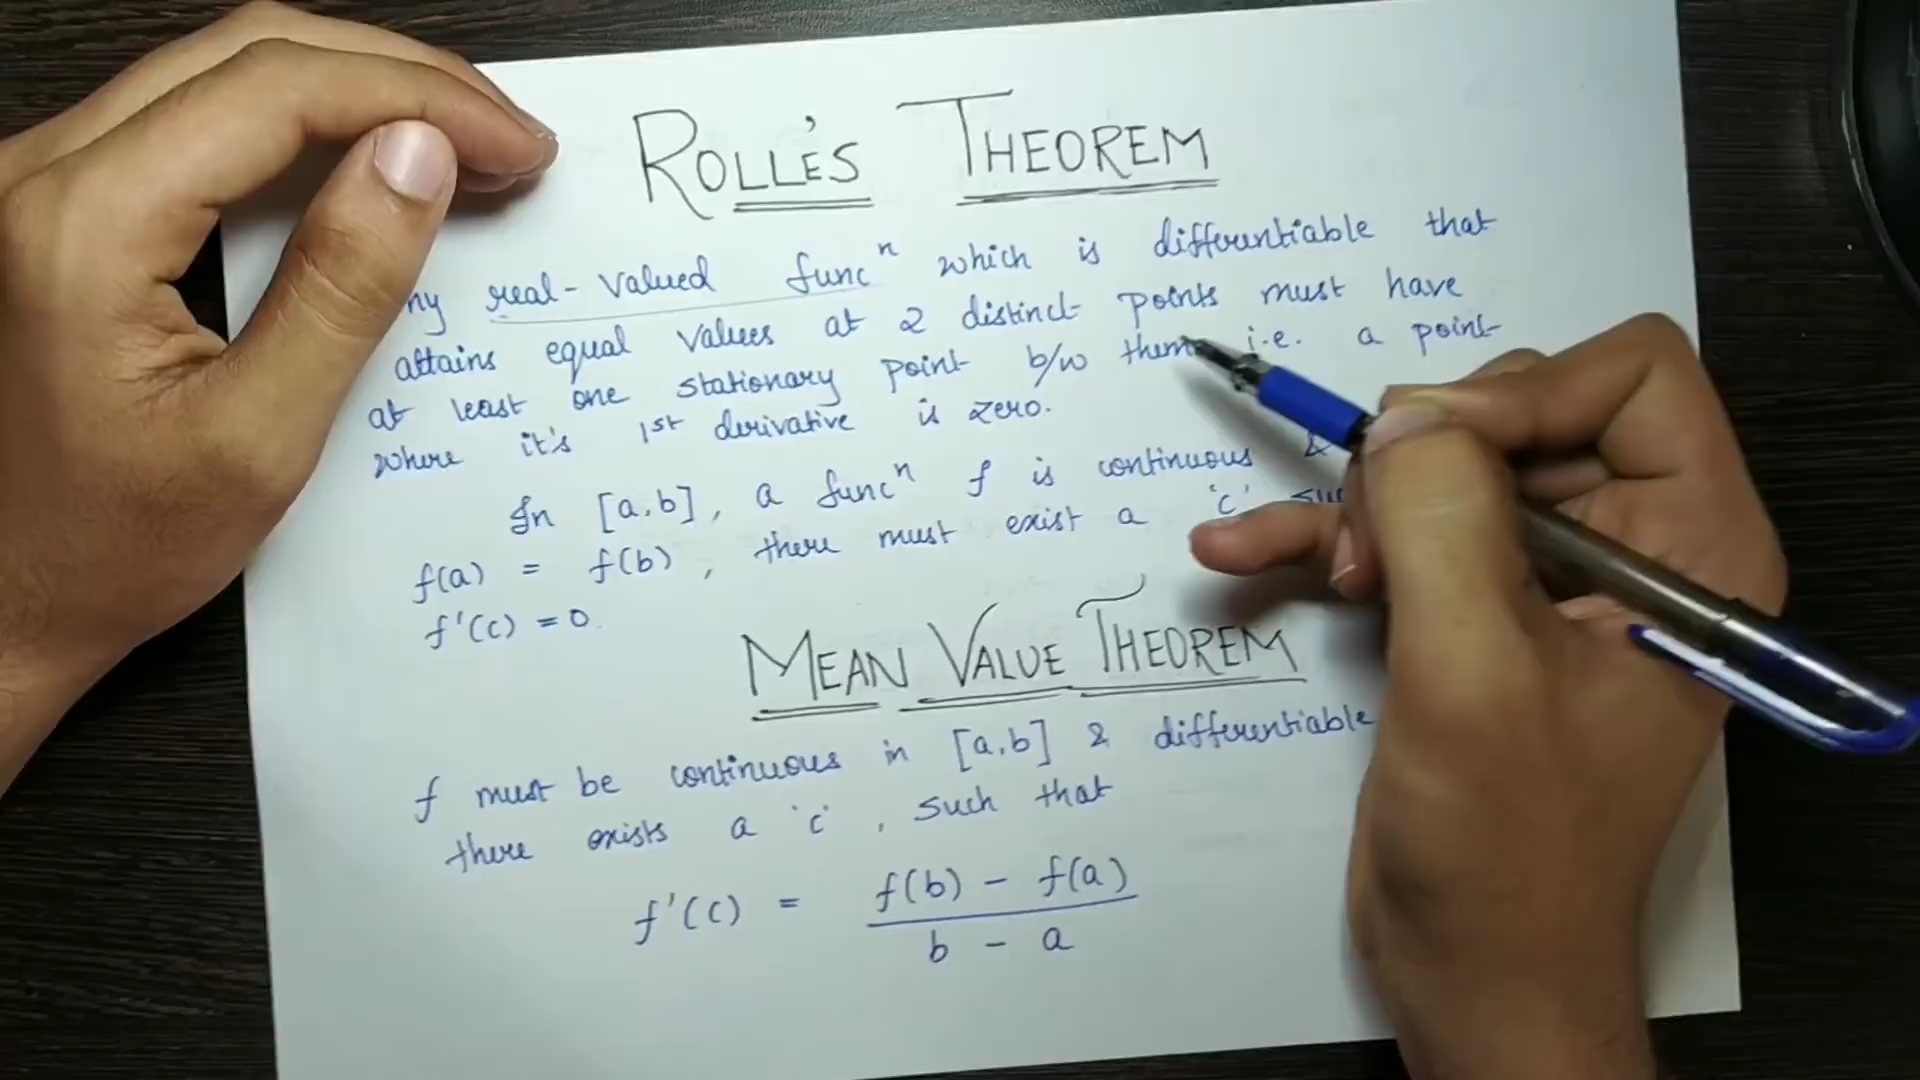 ROLLE'S THEOREM
ny real-valued funcⁿ which is differentiable that
attains equal values at 2 distinct points must have
at least one stationary point b/w them i.e. a point
where it's 1st derivative is zero.
In [a,b], a funcⁿ f is continuous &
f(a) = f(b), there must exist a 'c'
f'(c) = 0.
MEAN VALUE THEOREM
f must be continuous in [a,b] & differentiable
there exists a 'c', such that
f'(c) = f(b) - f(a)
b - a